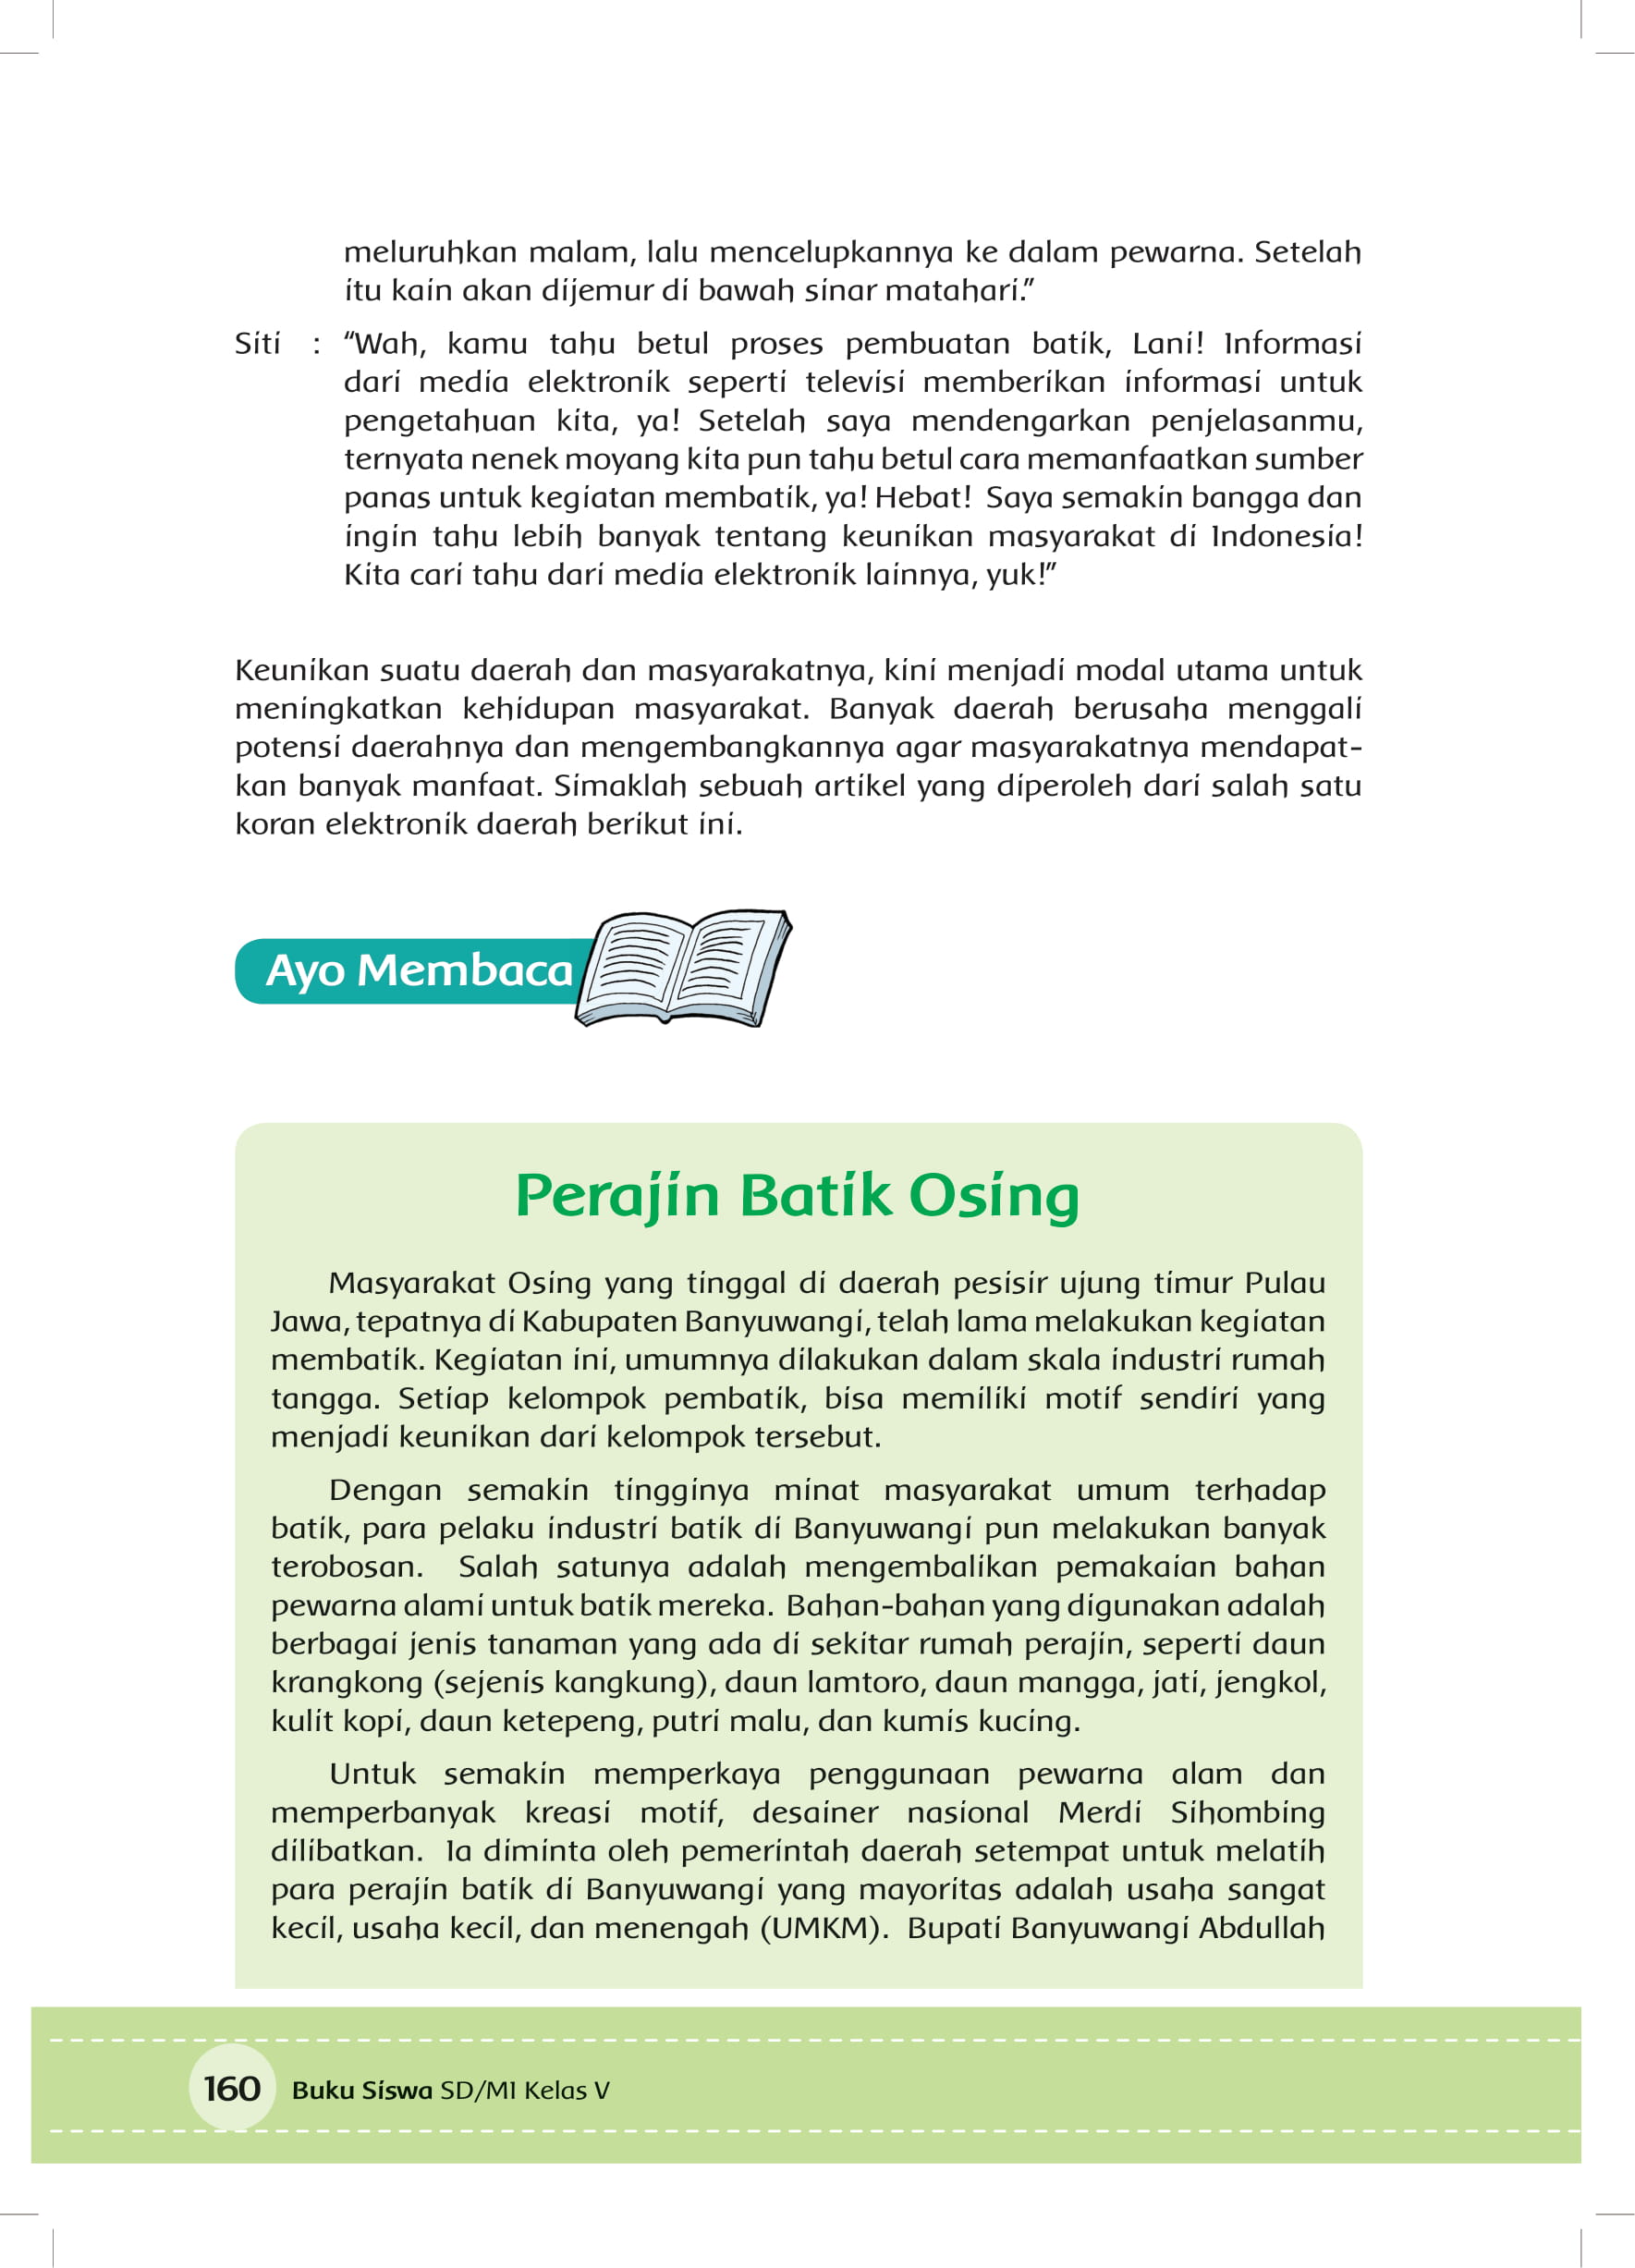 meluruhkan malam, lalu mencelupkannya ke dalam pewarna. Setelah
itu kain akan dijemur di bawah sinar matahari.”
Siti : “Wah, kamu tahu betul proses pembuatan batik, Lani! Informasi
dari media elektronik seperti televisi memberikan informasi untuk
pengetahuan kita, ya! Setelah saya mendengarkan penjelasanmu,
ternyata nenek moyang kita pun tahu betul cara memanfaatkan sumber
panas untuk kegiatan membatik, ya! Hebat! Saya semakin bangga dan
ingin tahu lebih banyak tentang keunikan masyarakat di Indonesia!
Kita cari tahu dari media elektronik lainnya, yuk!”
Keunikan suatu daerah dan masyarakatnya, kini menjadi modal utama untuk
meningkatkan kehidupan masyarakat. Banyak daerah berusaha menggali
potensi daerahnya dan mengembangkannya agar masyarakatnya mendapat-
kan banyak manfaat. Simaklah sebuah artikel yang diperoleh dari salah satu
koran elektronik daerah berikut ini.
Ayo Membaca
Perajin Batik Osing
Masyarakat Osing yang tinggal di daerah pesisir ujung timur Pulau
Jawa, tepatnya di Kabupaten Banyuwangi, telah lama melakukan kegiatan
membatik. Kegiatan ini, umumnya dilakukan dalam skala industri rumah
tangga. Setiap kelompok pembatik, bisa memiliki motif sendiri yang
menjadi keunikan dari kelompok tersebut.
Dengan semakin tingginya minat masyarakat umum terhadap
batik, para pelaku industri batik di Banyuwangi pun melakukan banyak
terobosan. Salah satunya adalah mengembalikan pemakaian bahan
pewarna alami untuk batik mereka. Bahan-bahan yang digunakan adalah
berbagai jenis tanaman yang ada di sekitar rumah perajin, seperti daun
krangkong (sejenis kangkung), daun lamtoro, daun mangga, jati, jengkol,
kulit kopi, daun ketepeng, putri malu, dan kumis kucing.
Untuk semakin memperkaya penggunaan pewarna alam dan
memperbanyak kreasi motif, desainer nasional Merdi Sihombing
dilibatkan. Ia diminta oleh pemerintah daerah setempat untuk melatih
para perajin batik di Banyuwangi yang mayoritas adalah usaha sangat
kecil, usaha kecil, dan menengah (UMKM). Bupati Banyuwangi Abdullah
160 Buku Siswa SD/MI Kelas V